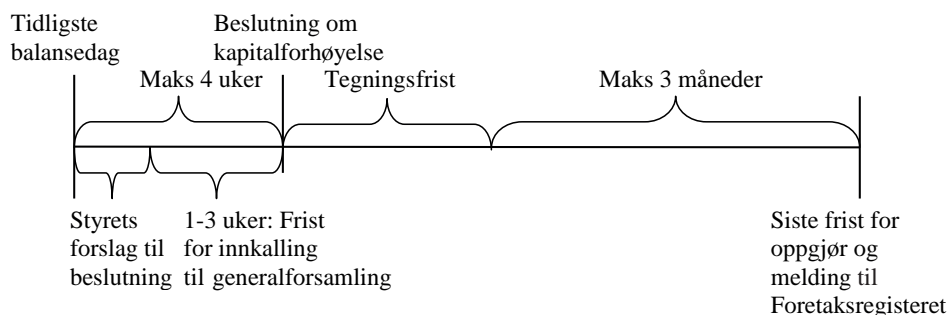 Tidligste
balansedag
Beslutning om
kapitalforhøyelse
Maks 4 uker
Tegningsfrist
Maks 3 måneder
Styrets
forslag til
beslutning
1-3 uker: Frist
for innkalling
til generalforsamling
Siste frist for
oppgjør og
melding til
Foretaksregisteret